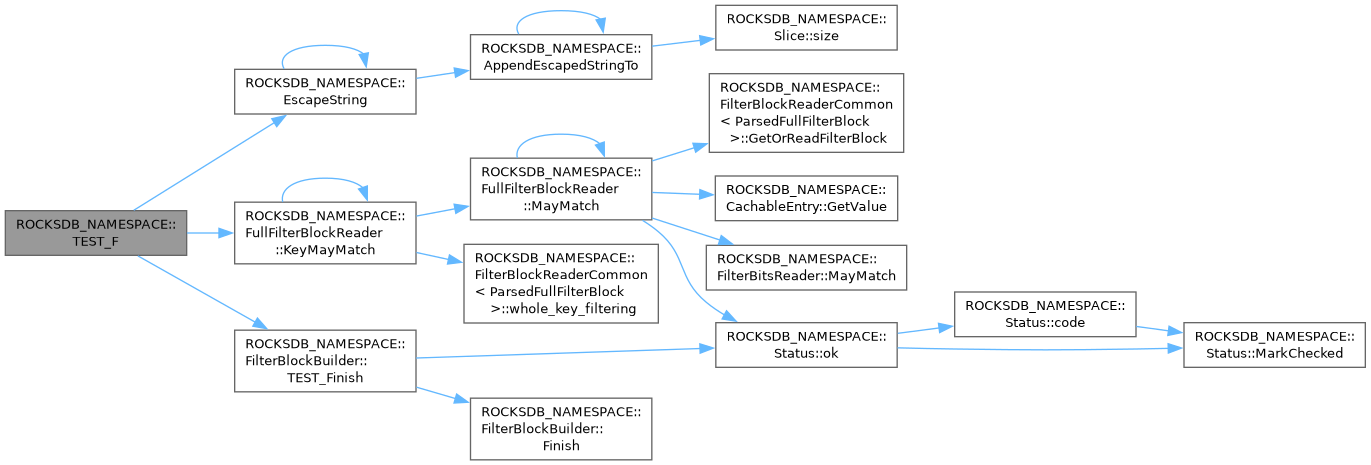 ROCKSDB_NAMESPACE::
TEST_F
ROCKSDB_NAMESPACE::
EscapeString
ROCKSDB_NAMESPACE::
AppendEscapedStringTo
ROCKSDB_NAMESPACE::
Slice::size
ROCKSDB_NAMESPACE::
FullFilterBlockReader
::KeyMayMatch
ROCKSDB_NAMESPACE::
FullFilterBlockReader
::MayMatch
ROCKSDB_NAMESPACE::
FilterBlockReaderCommon
< ParsedFullFilterBlock
>::GetOrReadFilterBlock
ROCKSDB_NAMESPACE::
CachableEntry::GetValue
ROCKSDB_NAMESPACE::
FilterBitsReader::MayMatch
ROCKSDB_NAMESPACE::
FilterBlockReaderCommon
< ParsedFullFilterBlock
>::whole_key_filtering
ROCKSDB_NAMESPACE::
FilterBlockBuilder::
TEST_Finish
ROCKSDB_NAMESPACE::
Status::ok
ROCKSDB_NAMESPACE::
Status::code
ROCKSDB_NAMESPACE::
Status::MarkChecked
ROCKSDB_NAMESPACE::
FilterBlockBuilder::
Finish